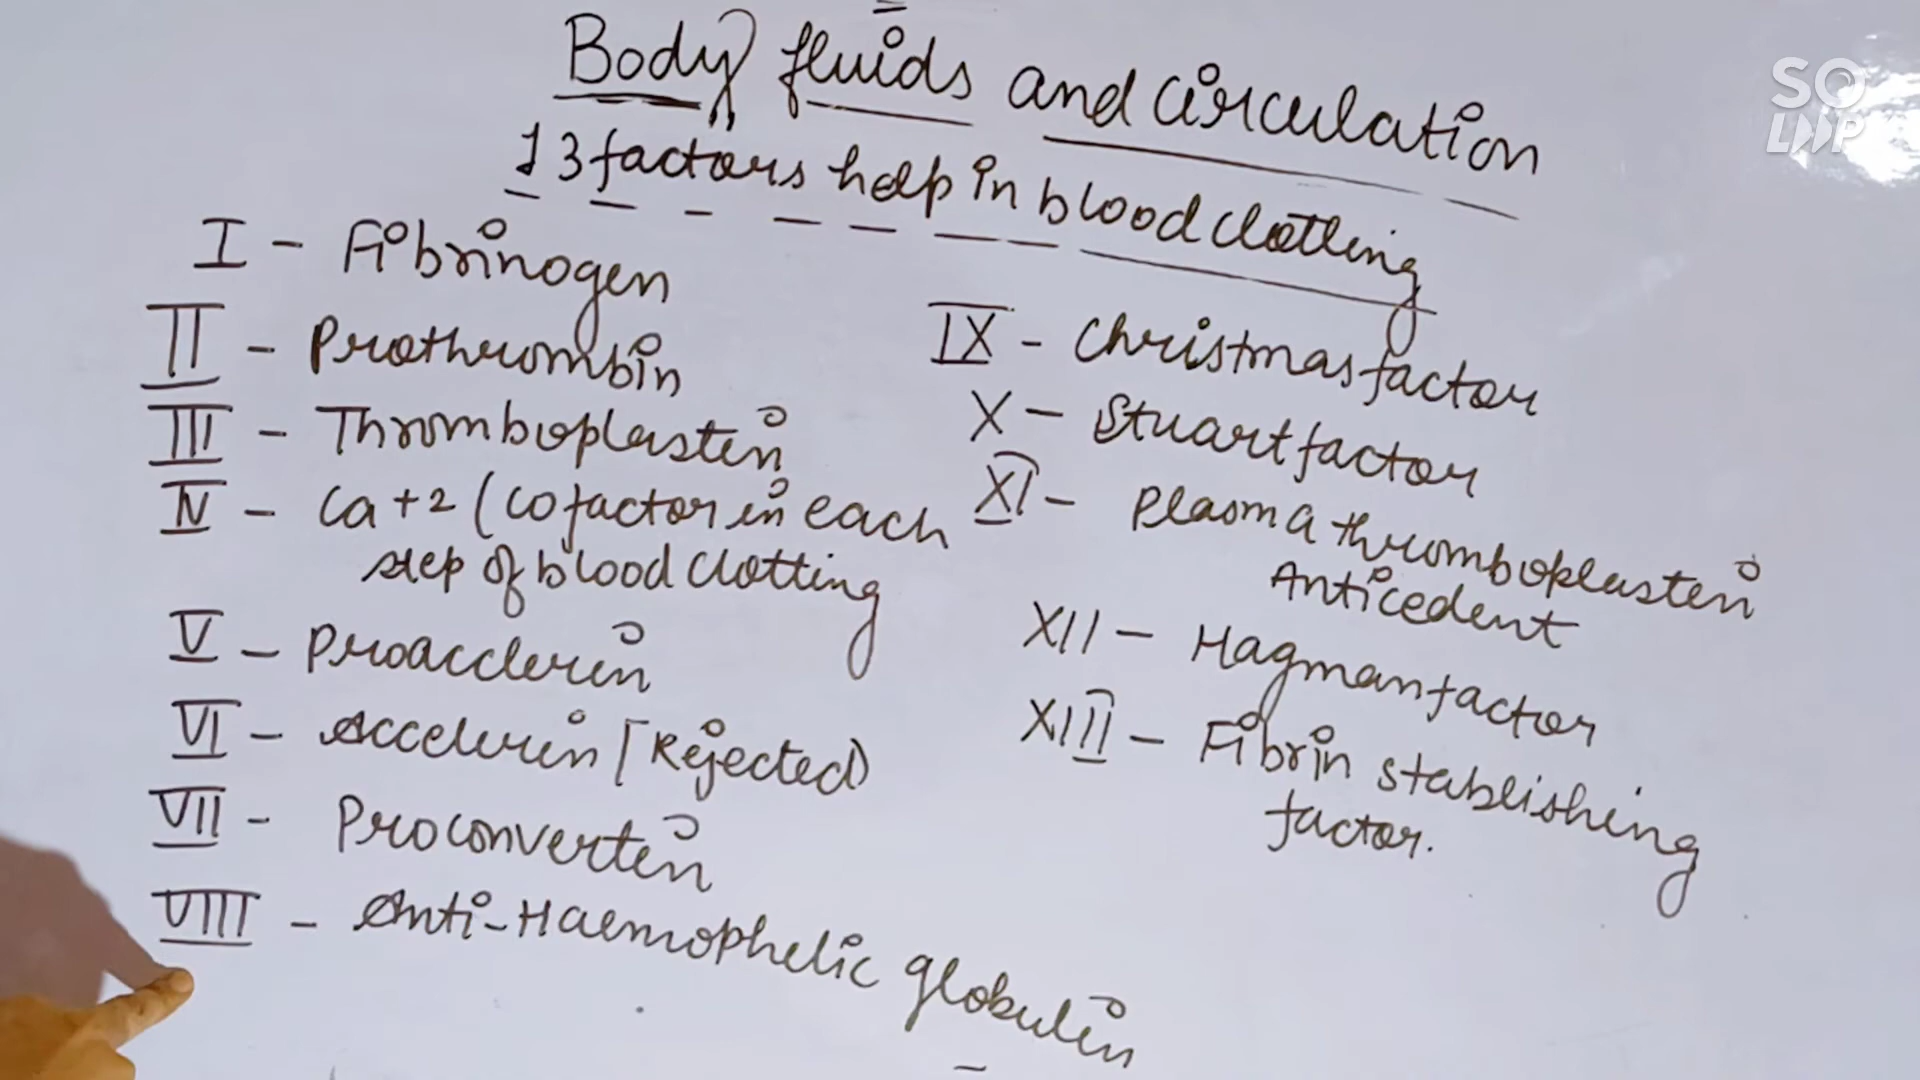 Body fluids and circulation
13 factors help in blood clotting
I - Fibrinogen
II - Prothrombin
III - Thromboplastin
IV - Ca +2 (Cofactor in each
step of blood clotting
V - Proacclerin
VI - Accelerin [Rejected)
VII - Proconvertin
VIII - Anti-Haemophelic globulin
IX - Christmas factor
X - Stuart factor
XI - Plasma thromboplastin
Anticedent
XII - Hagman factor
XIII - Fibrin stablishing
factor.
SO
LOOP